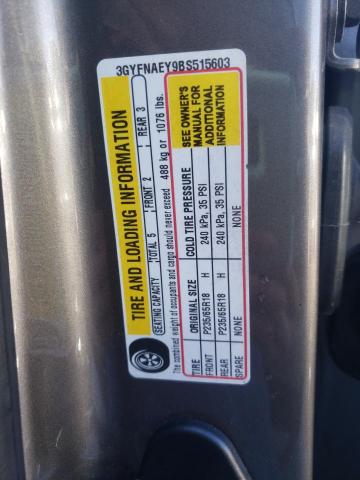 3GYFNAEY9BS515603
TIRE AND LOADING INFORMATION
SEATING CAPACITY TOTAL 5 FRONT 2 REAR 3
The combined weight of occupants and cargo should never exceed 488 kg or 1076 lbs.
TIRE ORIGINAL SIZE COLD TIRE PRESSURE
FRONT P235/65R18 H 240 kPa, 35 PSI
REAR P235/65R18 H 240 kPa, 35 PSI
SPARE NONE NONE
SEE OWNER'S
MANUAL FOR
ADDITIONAL
INFORMATION